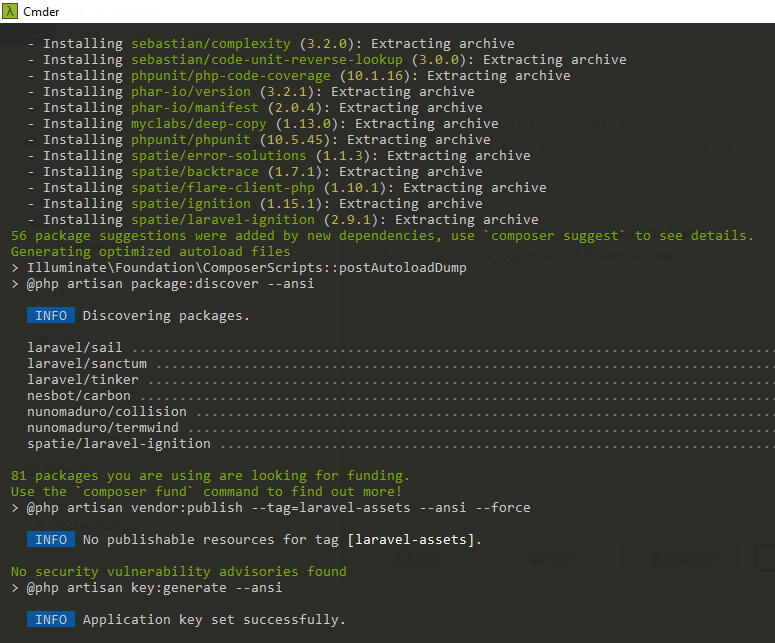 Cmder
- Installing sebastian/complexity (3.2.0): Extracting archive
- Installing sebastian/code-unit-reverse-lookup (3.0.0): Extracting archive
- Installing phpunit/php-code-coverage (10.1.16): Extracting archive
- Installing phar-io/version (3.2.1): Extracting archive
- Installing phar-io/manifest (2.0.4): Extracting archive
- Installing myclabs/deep-copy (1.13.0): Extracting archive
- Installing phpunit/phpunit (10.5.45): Extracting archive
- Installing spatie/error-solutions (1.1.3): Extracting archive
- Installing spatie/backtrace (1.7.1): Extracting archive
- Installing spatie/flare-client-php (1.10.1): Extracting archive
- Installing spatie/ignition (1.15.1): Extracting archive
- Installing spatie/laravel-ignition (2.9.1): Extracting archive
56 package suggestions were added by new dependencies, use `composer suggest` to see details.
Generating optimized autoload files
> Illuminate\Foundation\ComposerScripts::postAutoloadDump
> @php artisan package:discover --ansi
INFO Discovering packages.
laravel/sail ................................................................................
laravel/sanctum .............................................................................
laravel/tinker ..............................................................................
nesbot/carbon ...............................................................................
nunomaduro/collision ........................................................................
nunomaduro/termwind .........................................................................
spatie/laravel-ignition .....................................................................
81 packages you are using are looking for funding.
Use the `composer fund` command to find out more!
> @php artisan vendor:publish --tag=laravel-assets --ansi --force
INFO No publishable resources for tag [laravel-assets].
No security vulnerability advisories found
> @php artisan key:generate --ansi
INFO Application key set successfully.